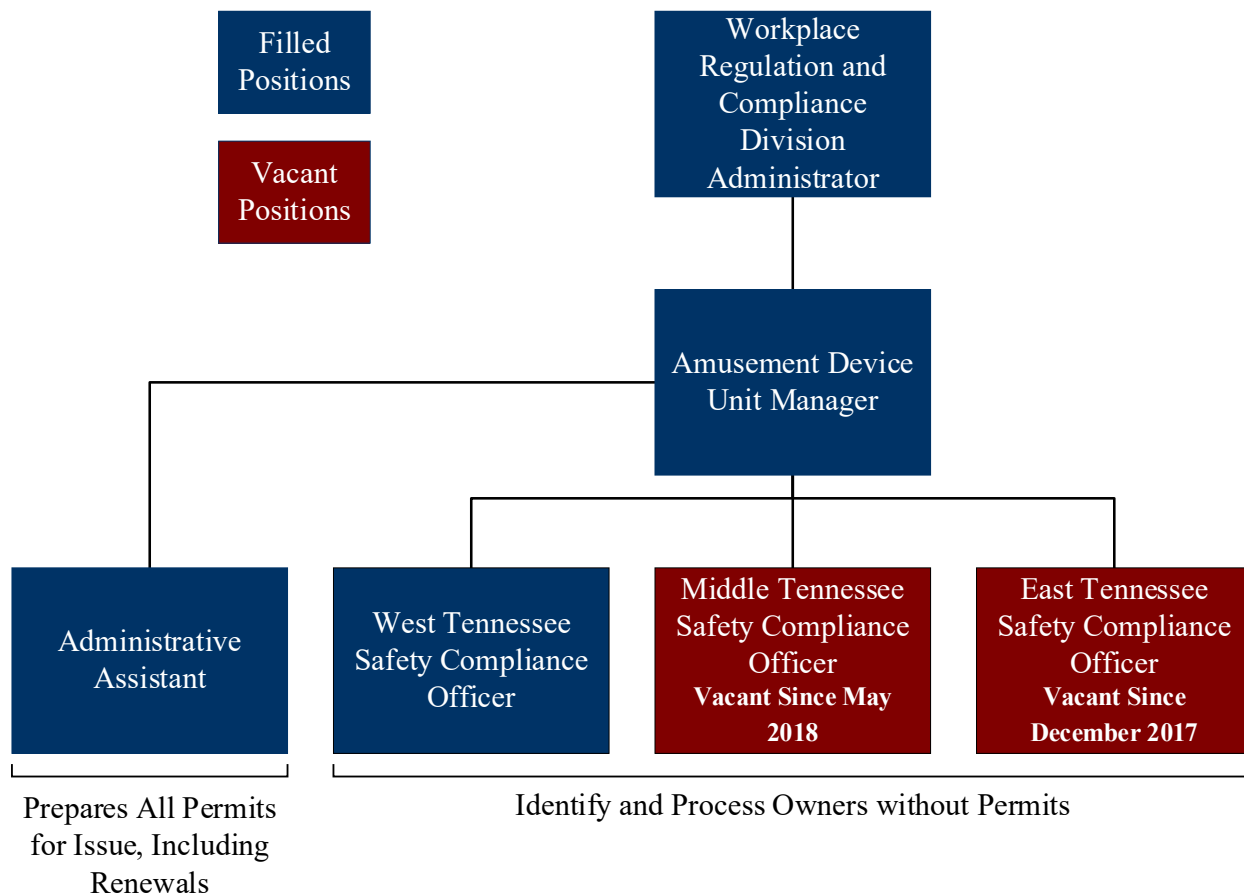 Filled
Positions
Vacant
Positions
Workplace
Regulation and
Compliance
Division
Administrator
Amusement Device
Unit Manager
Administrative
Assistant
West Tennessee
Safety Compliance
Officer
Middle Tennessee
Safety Compliance
Officer
Vacant Since May
2018
East Tennessee
Safety Compliance
Officer
Vacant Since
December 2017
Prepares All Permits
for Issue, Including
Renewals
Identify and Process Owners without Permits